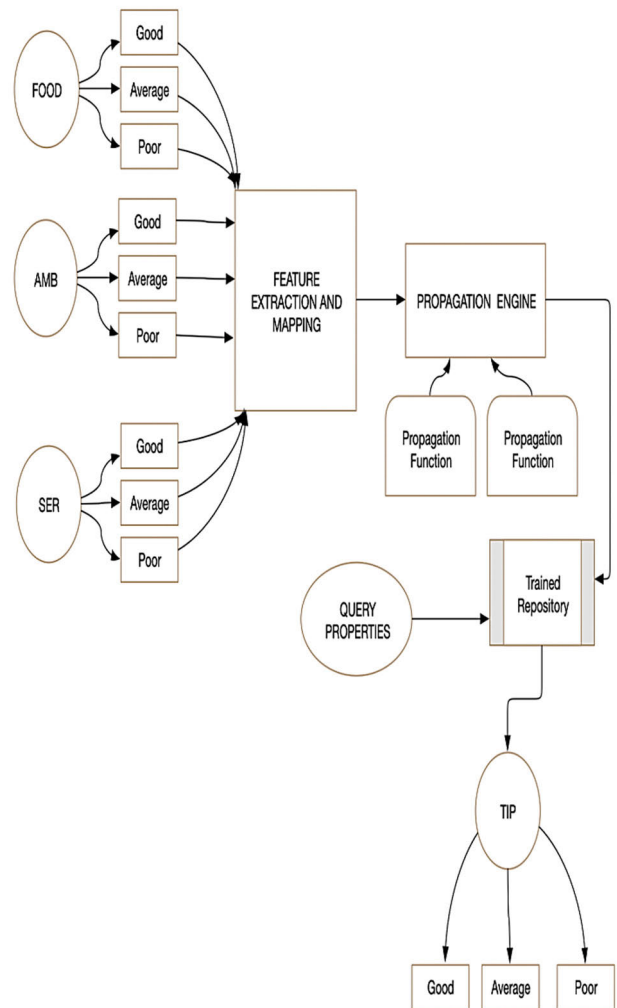 FOOD
Good
Average
Poor
AMB
Good
Average
Poor
SER
Good
Average
Poor
FEATURE
EXTRACTION AND
MAPPING
PROPAGATION ENGINE
Propagation
Function
Propagation
Function
QUERY
PROPERTIES
Trained
Repository
TIP
Good
Average
Poor